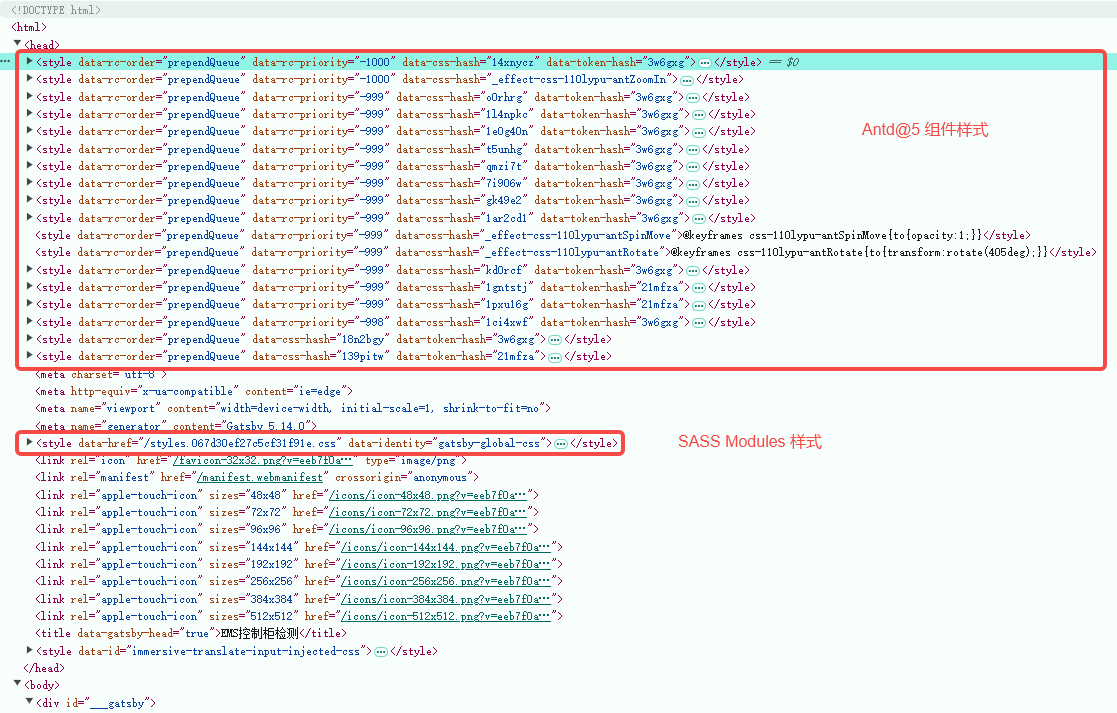 <!DOCTYPE html>
<html>
<head>
<style data-rc-order="prependQueue" data-rc-priority="-1000" data-css-hash="14xnycz" data-token-hash="3w6gxg">…</style> == $0
<style data-rc-order="prependQueue" data-rc-priority="-1000" data-css-hash="_effect-css-110lypu-antZoomIn">…</style>
<style data-rc-order="prependQueue" data-rc-priority="-999" data-css-hash="o0rhrg" data-token-hash="3w6gxg">…</style>
<style data-rc-order="prependQueue" data-rc-priority="-999" data-css-hash="1l4npkc" data-token-hash="3w6gxg">…</style>
<style data-rc-order="prependQueue" data-rc-priority="-999" data-css-hash="1e0g40n" data-token-hash="3w6gxg">…</style>
Antd@5 组件样式
<style data-rc-order="prependQueue" data-rc-priority="-999" data-css-hash="t5unhg" data-token-hash="3w6gxg">…</style>
<style data-rc-order="prependQueue" data-rc-priority="-999" data-css-hash="qmzi7t" data-token-hash="3w6gxg">…</style>
<style data-rc-order="prependQueue" data-rc-priority="-999" data-css-hash="7i906w" data-token-hash="3w6gxg">…</style>
<style data-rc-order="prependQueue" data-rc-priority="-999" data-css-hash="gk49e2" data-token-hash="3w6gxg">…</style>
<style data-rc-order="prependQueue" data-rc-priority="-999" data-css-hash="1ar2cd1" data-token-hash="3w6gxg">…</style>
<style data-rc-order="prependQueue" data-rc-priority="-999" data-css-hash="_effect-css-110lypu-antSpinMove">@keyframes css-110lypu-antSpinMove{to{opacity:1;}}</style>
<style data-rc-order="prependQueue" data-rc-priority="-999" data-css-hash="_effect-css-110lypu-antRotate">@keyframes css-110lypu-antRotate{to{transform:rotate(405deg);}}</style>
<style data-rc-order="prependQueue" data-rc-priority="-999" data-css-hash="kd0rcf" data-token-hash="3w6gxg">…</style>
<style data-rc-order="prependQueue" data-rc-priority="-999" data-css-hash="1gntstj" data-token-hash="21mfza">…</style>
<style data-rc-order="prependQueue" data-rc-priority="-999" data-css-hash="1pxu16g" data-token-hash="21mfza">…</style>
<style data-rc-order="prependQueue" data-rc-priority="-998" data-css-hash="1ci4xwf" data-token-hash="3w6gxg">…</style>
<style data-rc-order="prependQueue" data-css-hash="18n2bgy" data-token-hash="3w6gxg">…</style>
<style data-rc-order="prependQueue" data-css-hash="139pitw" data-token-hash="21mfza">…</style>
<meta charset="utf-8">
<meta http-equiv="x-ua-compatible" content="ie=edge">
<meta name="viewport" content="width=device-width, initial-scale=1, shrink-to-fit=no">
<meta name="generator" content="Gatsby 5.14.0">
<style data-href="/styles.067d30ef27c5cf31f91e.css" data-identity="gatsby-global-css">…</style>
SASS Modules 样式
<link rel="icon" href="/favicon-32x32.png?v=eeb7f0a…" type="image/png">
<link rel="manifest" href="/manifest.webmanifest" crossorigin="anonymous">
<link rel="apple-touch-icon" sizes="48x48" href="/icons/icon-48x48.png?v=eeb7f0a…">
<link rel="apple-touch-icon" sizes="72x72" href="/icons/icon-72x72.png?v=eeb7f0a…">
<link rel="apple-touch-icon" sizes="96x96" href="/icons/icon-96x96.png?v=eeb7f0a…">
<link rel="apple-touch-icon" sizes="144x144" href="/icons/icon-144x144.png?v=eeb7f0a…">
<link rel="apple-touch-icon" sizes="192x192" href="/icons/icon-192x192.png?v=eeb7f0a…">
<link rel="apple-touch-icon" sizes="256x256" href="/icons/icon-256x256.png?v=eeb7f0a…">
<link rel="apple-touch-icon" sizes="384x384" href="/icons/icon-384x384.png?v=eeb7f0a…">
<link rel="apple-touch-icon" sizes="512x512" href="/icons/icon-512x512.png?v=eeb7f0a…">
<title data-gatsby-head="true">EMS控制柜检测</title>
<style data-id="immersive-translate-input-injected-css">…</style>
</head>
<body>
<div id="___gatsby">